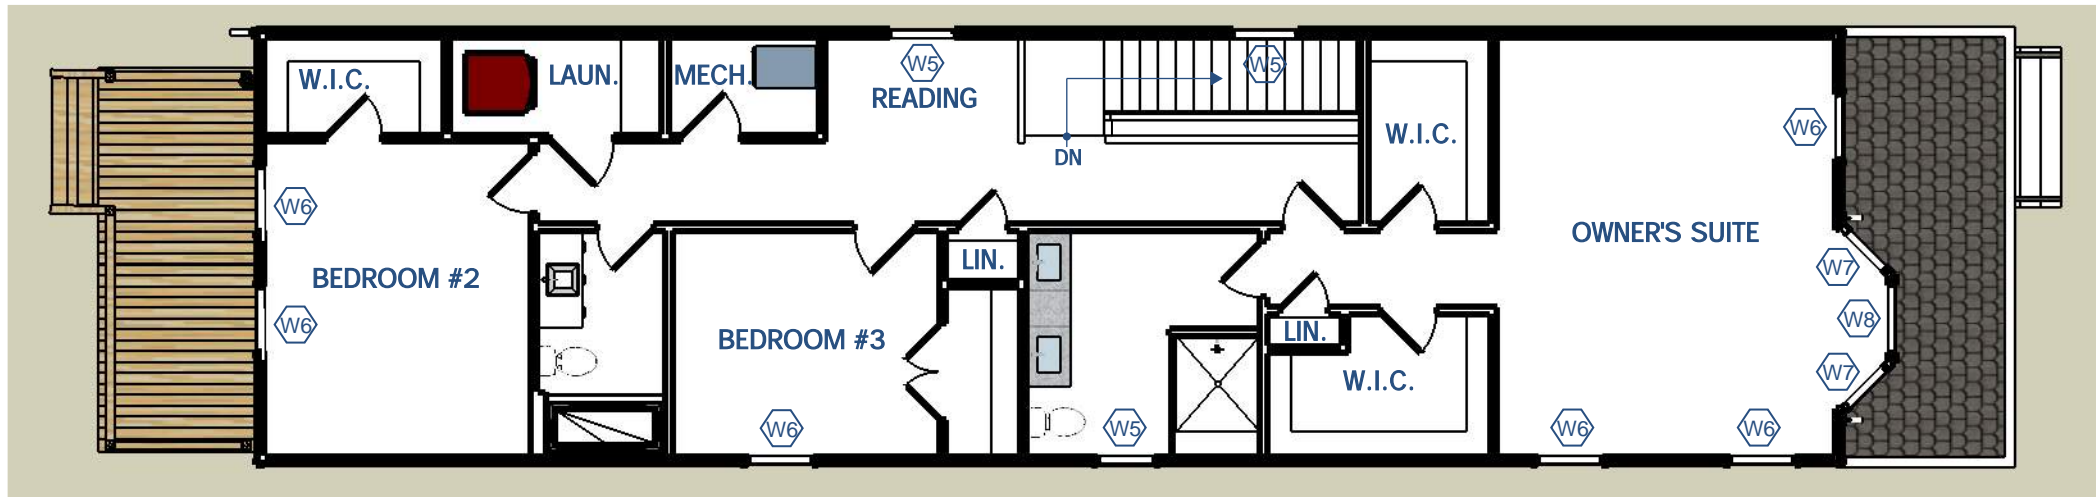 W.I.C.
LAUN.
MECH.
W5
READING
W5
DN
W.I.C.
W6
W6
OWNER'S SUITE
BEDROOM #2
LIN.
W7
W6
BEDROOM #3
LIN.
W8
W.I.C.
W7
W6
W5
W6
W6